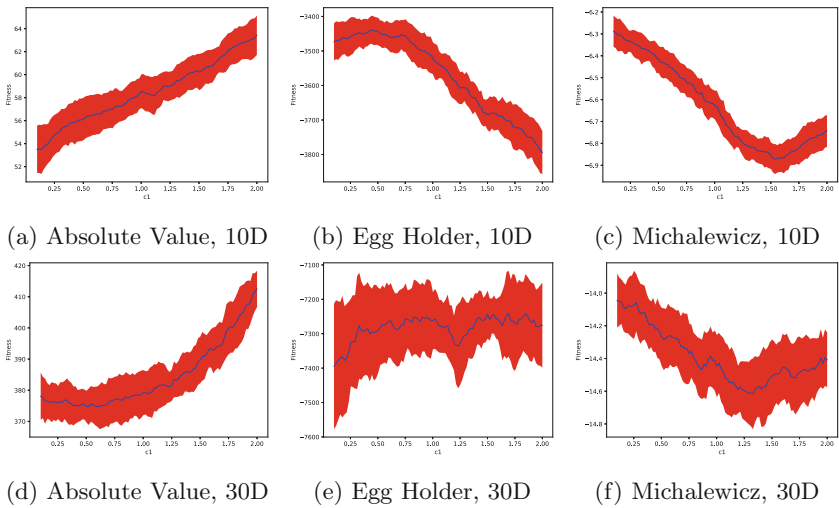 64
62
60
58
56
54
52
Fitness
0.25 0.50 0.75 1.00 1.25 1.50 1.75 2.00
c1
−3400
−3500
−3600
−3700
−3800
Fitness
0.25 0.50 0.75 1.00 1.25 1.50 1.75 2.00
c1
−6.2
−6.3
−6.4
−6.5
−6.6
−6.7
−6.8
−6.9
Fitness
0.25 0.50 0.75 1.00 1.25 1.50 1.75 2.00
c1
(a) Absolute Value, 10D
(b) Egg Holder, 10D
(c) Michalewicz, 10D
420
410
400
390
380
370
Fitness
0.25 0.50 0.75 1.00 1.25 1.50 1.75 2.00
c1
−7100
−7200
−7300
−7400
−7500
−7600
Fitness
0.25 0.50 0.75 1.00 1.25 1.50 1.75 2.00
c1
−14.0
−14.2
−14.4
−14.6
−14.8
Fitness
0.25 0.50 0.75 1.00 1.25 1.50 1.75 2.00
c1
(d) Absolute Value, 30D
(e) Egg Holder, 30D
(f) Michalewicz, 30D